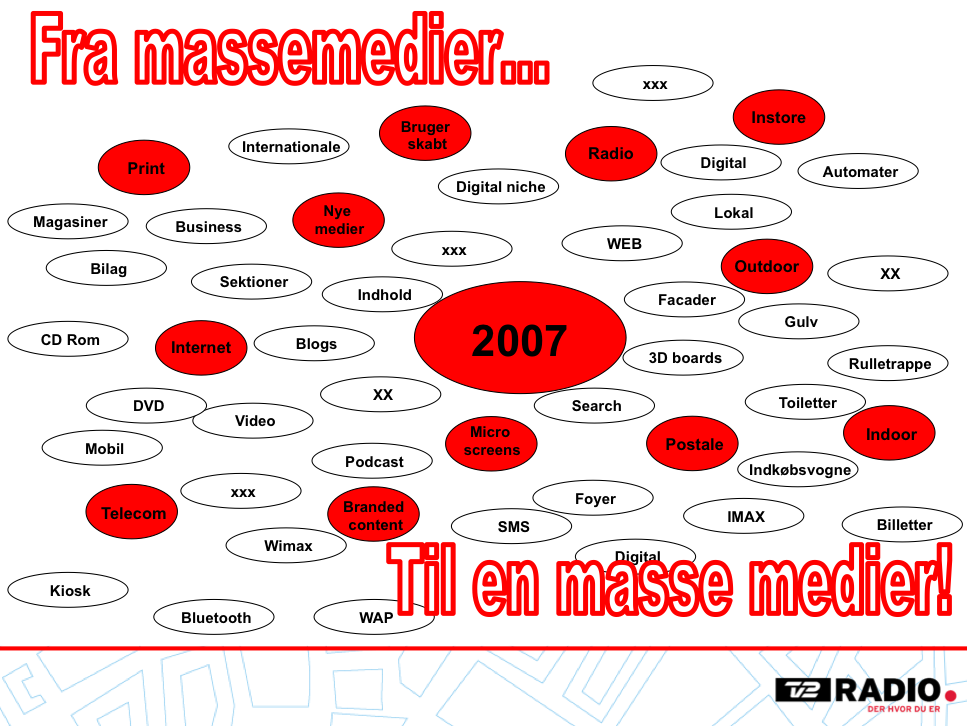 Fra massemedier...
xxx
Instore
Bruger
skabt
Internationale
Radio
Digital
Print
Automater
Digital niche
Magasiner
Business
Nye
medier
Lokal
WEB
xxx
Bilag
Sektioner
Outdoor
XX
Indhold
Facader
Gulv
2007
CD Rom
Internet
Blogs
3D boards
Rulletrappe
XX
DVD
Video
Search
Toiletter
Mobil
Micro
screens
Postale
Indoor
Podcast
Indkøbsvogne
xxx
Foyer
Telecom
Branded
content
SMS
IMAX
Billetter
Wimax
Digital
Til en masse medier!
Kiosk
Bluetooth
WAP
TV2 RADIO.
DER HVOR DU ER